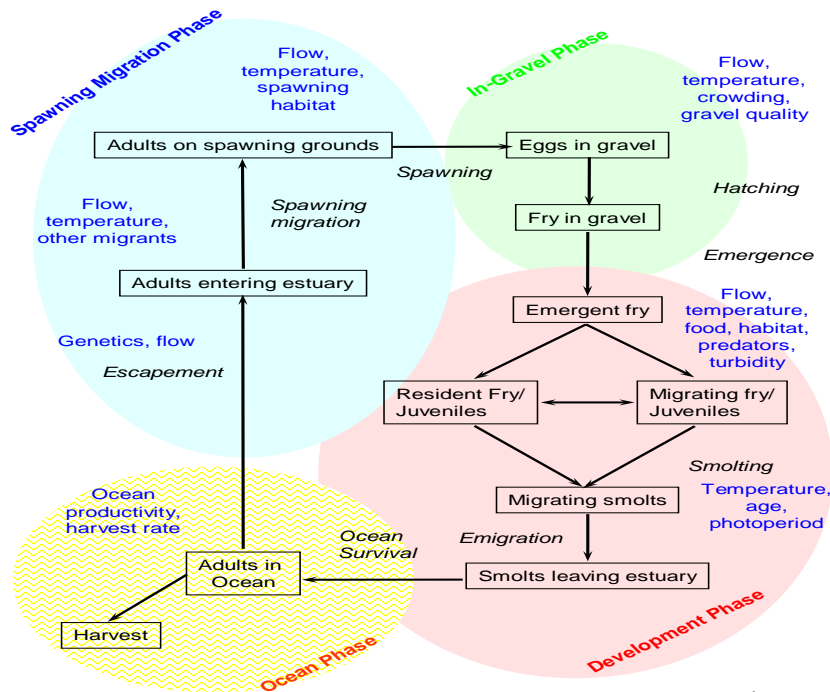 Spawning Migration Phase
Flow,
temperature,
spawning
habitat
In-Gravel Phase
Flow,
temperature,
crowding,
gravel quality
Adults on spawning grounds
Spawning
Eggs in gravel
Hatching
Flow,
temperature,
other migrants
Spawning
migration
Fry in gravel
Emergence
Adults entering estuary
Emergent fry
Flow,
temperature,
food, habitat,
predators,
turbidity
Genetics, flow
Escapement
Resident Fry/
Juveniles
Migrating fry/
Juveniles
Smolting
Ocean
productivity,
harvest rate
Migrating smolts
Temperature,
age,
photoperiod
Ocean
Survival
Emigration
Adults in
Ocean
Smolts leaving estuary
Harvest
Ocean Phase
Development Phase